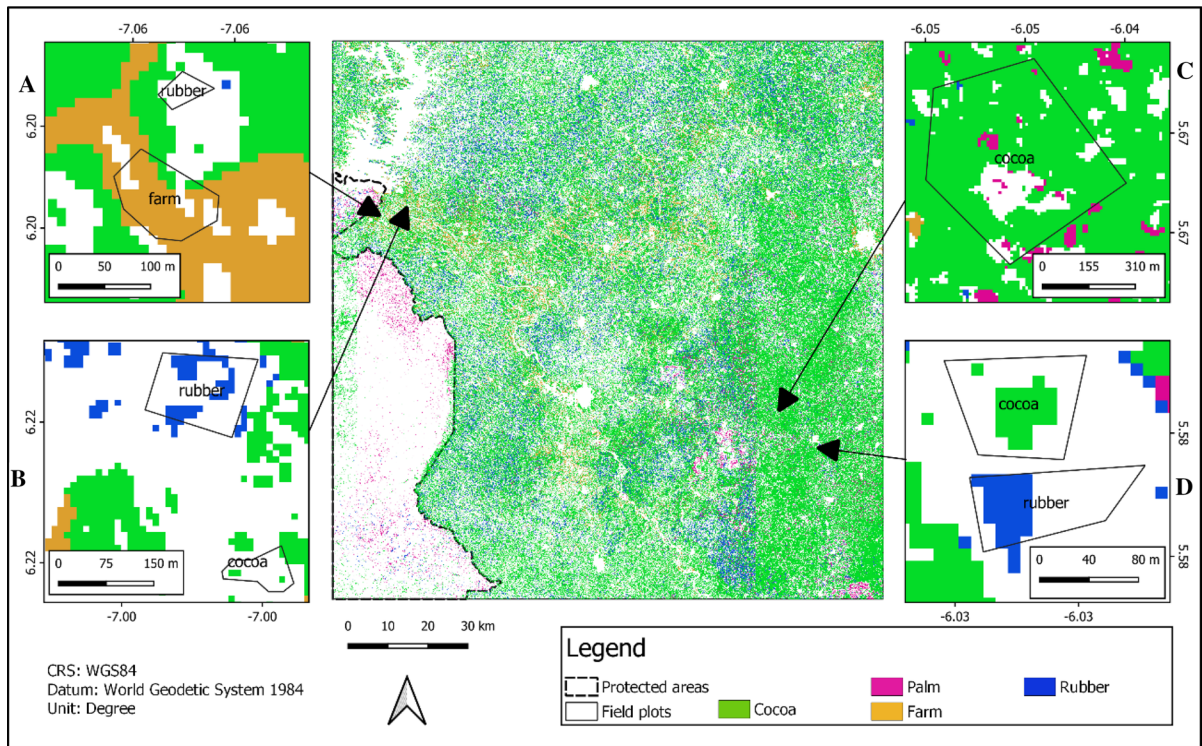 -7.06 -7.06
A
rubber
farm
6.20
6.20
0 50 100 m
-6.05 -6.05 -6.04
C
cocoa
5.67
5.67
0 155 310 m
B
rubber
cocoa
6.22
6.22
0 75 150 m
-7.00 -7.00
D
cocoa
rubber
5.58
5.58
0 40 80 m
-6.03 -6.03
0 10 20 30 km
CRS: WGS84
Datum: World Geodetic System 1984
Unit: Degree
Legend
Protected areas Palm Rubber
Field plots Cocoa Farm